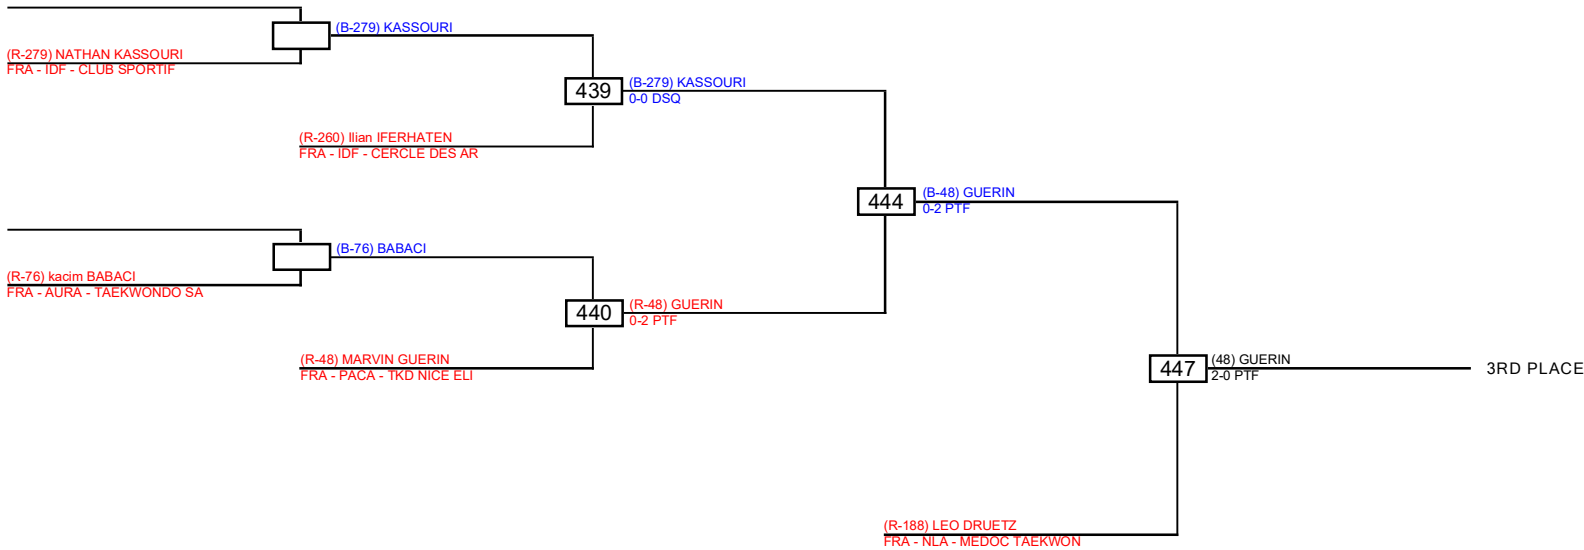 (B-279) KASSOURI
(R-279) NATHAN KASSOURI
FRA - IDF - CLUB SPORTIF
439
(B-279) KASSOURI
0-0 DSQ
(R-260) Ilian IFERHATEN
FRA - IDF - CERCLE DES AR
444
(B-48) GUERIN
0-2 PTF
(B-76) BABACI
(R-76) kacim BABACI
FRA - AURA - TAEKWONDO SA
440
(R-48) GUERIN
0-2 PTF
(R-48) MARVIN GUERIN
FRA - PACA - TKD NICE ELI
447
(48) GUERIN
2-0 PTF
3RD PLACE
(R-188) LEO DRUETZ
FRA - NLA - MEDOC TAEKWON